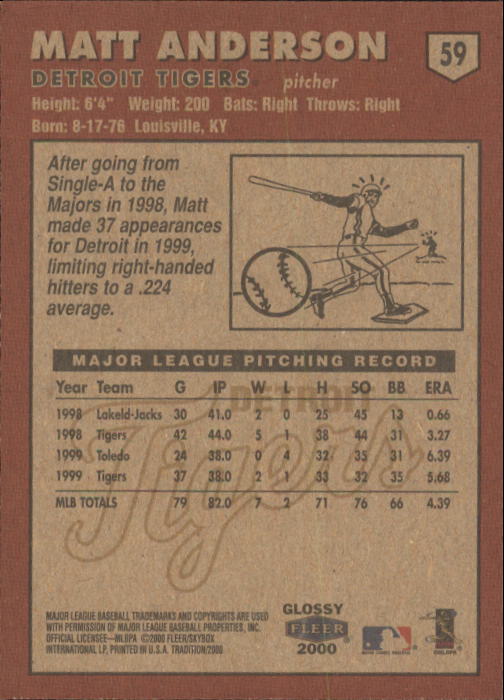 MATT ANDERSON
59
DETROIT TIGERS pitcher
Height: 6'4" Weight: 200 Bats: Right Throws: Right
Born: 8-17-76 Louisville, KY
After going from
Single-A to the
Majors in 1998, Matt
made 37 appearances
for Detroit in 1999,
limiting right-handed
hitters to a .224
average.
MAJOR LEAGUE PITCHING RECORD
Year Team G IP W L H SO BB ERA
1998 Lakeld-Jacks 30 41.0 2 0 25 45 13 0.66
1998 Tigers 42 44.0 5 1 38 44 31 3.27
1999 Toledo 24 38.0 0 4 32 35 31 6.39
1999 Tigers 37 38.0 2 1 33 32 35 5.68
MLB TOTALS 79 82.0 7 2 71 76 66 4.39
DETROIT
Tigers
MAJOR LEAGUE BASEBALL TRADEMARKS AND COPYRIGHTS ARE USED
WITH PERMISSION OF MAJOR LEAGUE BASEBALL PROPERTIES, INC.
OFFICIAL LICENSEE—MLBPA ©2000 FLEER/SKYBOX
INTERNATIONAL LP, PRINTED IN U.S.A. TRADITION/2000
GLOSSY
FLEER
2000